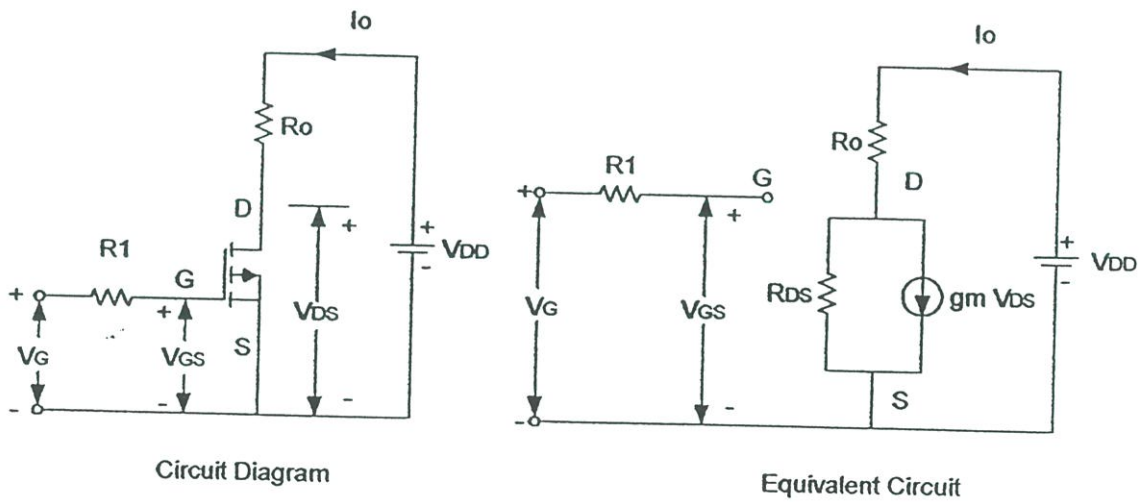 Io
Ro
D
+
R1
G
VDD
-
+
+
VDS
VG
VGS
S
-
-
-
Circuit Diagram
Io
Ro
R1
G
D
+
+
+
VDD
-
VG
VGS
RDS
gm VDS
-
-
S
Equivalent Circuit